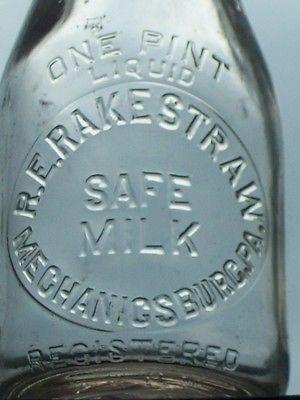 ONE PINT
LIQUID
R.E. RAKESTRAW
SAFE
MILK
MECHANICSBURG, PA.
REGISTERED